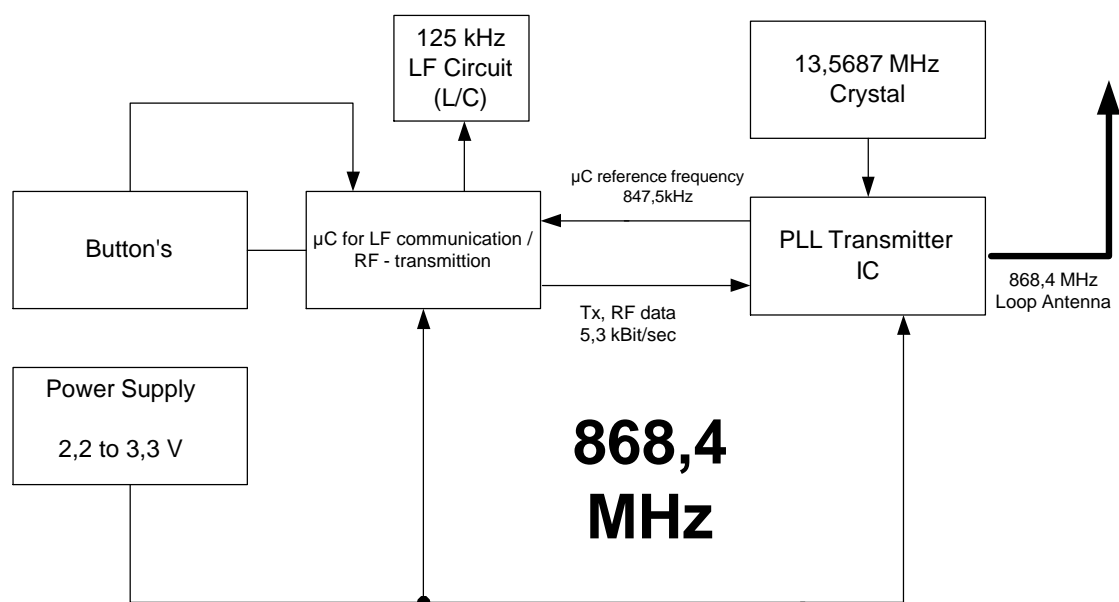 125 kHz
LF Circuit
(L/C)
13,5687 MHz
Crystal
µC reference frequency
847,5kHz
Button's
µC for LF communication /
RF - transmittion
PLL Transmitter
IC
868,4 MHz
Loop Antenna
Tx, RF data
5,3 kBit/sec
Power Supply
2,2 to 3,3 V
868,4
MHz